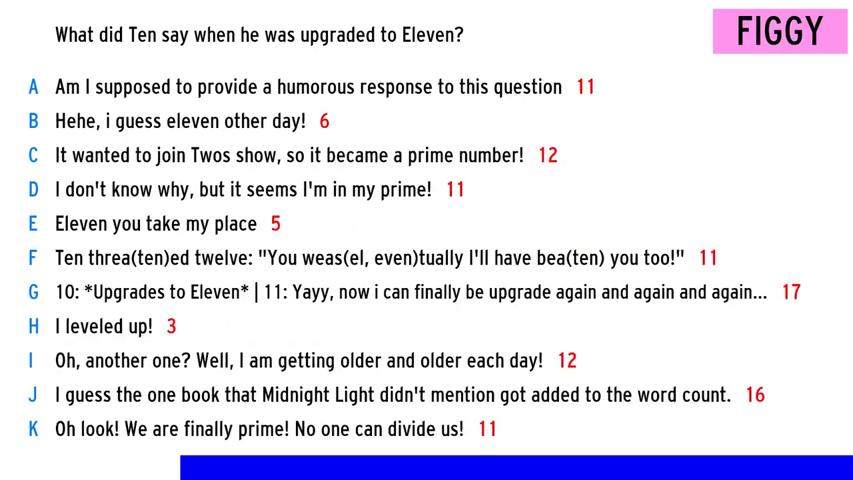 What did Ten say when he was upgraded to Eleven?
FIGGY
A Am I supposed to provide a humorous response to this question 11
B Hehe, i guess eleven other day! 6
C It wanted to join Twos show, so it became a prime number! 12
D I don't know why, but it seems I'm in my prime! 11
E Eleven you take my place 5
F Ten threa(ten)ed twelve: "You weas(el, even)tually I'll have bea(ten) you too!" 11
G 10: *Upgrades to Eleven* | 11: Yayy, now i can finally be upgrade again and again and again... 17
H I leveled up! 3
I Oh, another one? Well, I am getting older and older each day! 12
J I guess the one book that Midnight Light didn't mention got added to the word count. 16
K Oh look! We are finally prime! No one can divide us! 11